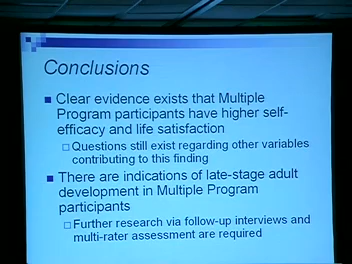 Conclusions
Clear evidence exists that Multiple
Program participants have higher self-
efficacy and life satisfaction
Questions still exist regarding other variables
contributing to this finding
There are indications of late-stage adult
development in Multiple Program
participants
Further research via follow-up interviews and
multi-rater assessment are required